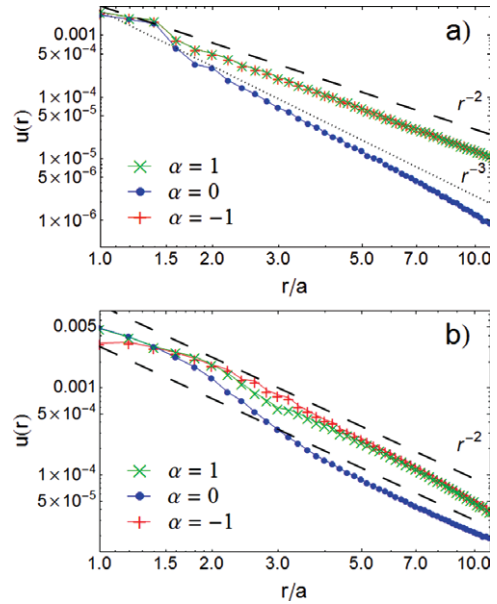 a)
0.001
5×10⁻⁴
1×10⁻⁴
5×10⁻⁵
1×10⁻⁵
5×10⁻⁶
1×10⁻⁶
u(r)
r⁻²
r⁻³
α = 1
α = 0
α = -1
1.0 1.5 2.0 3.0 5.0 7.0 10.0
r/a
b)
0.005
0.001
5×10⁻⁴
1×10⁻⁴
5×10⁻⁵
u(r)
r⁻²
α = 1
α = 0
α = -1
1.0 1.5 2.0 3.0 5.0 7.0 10.0
r/a